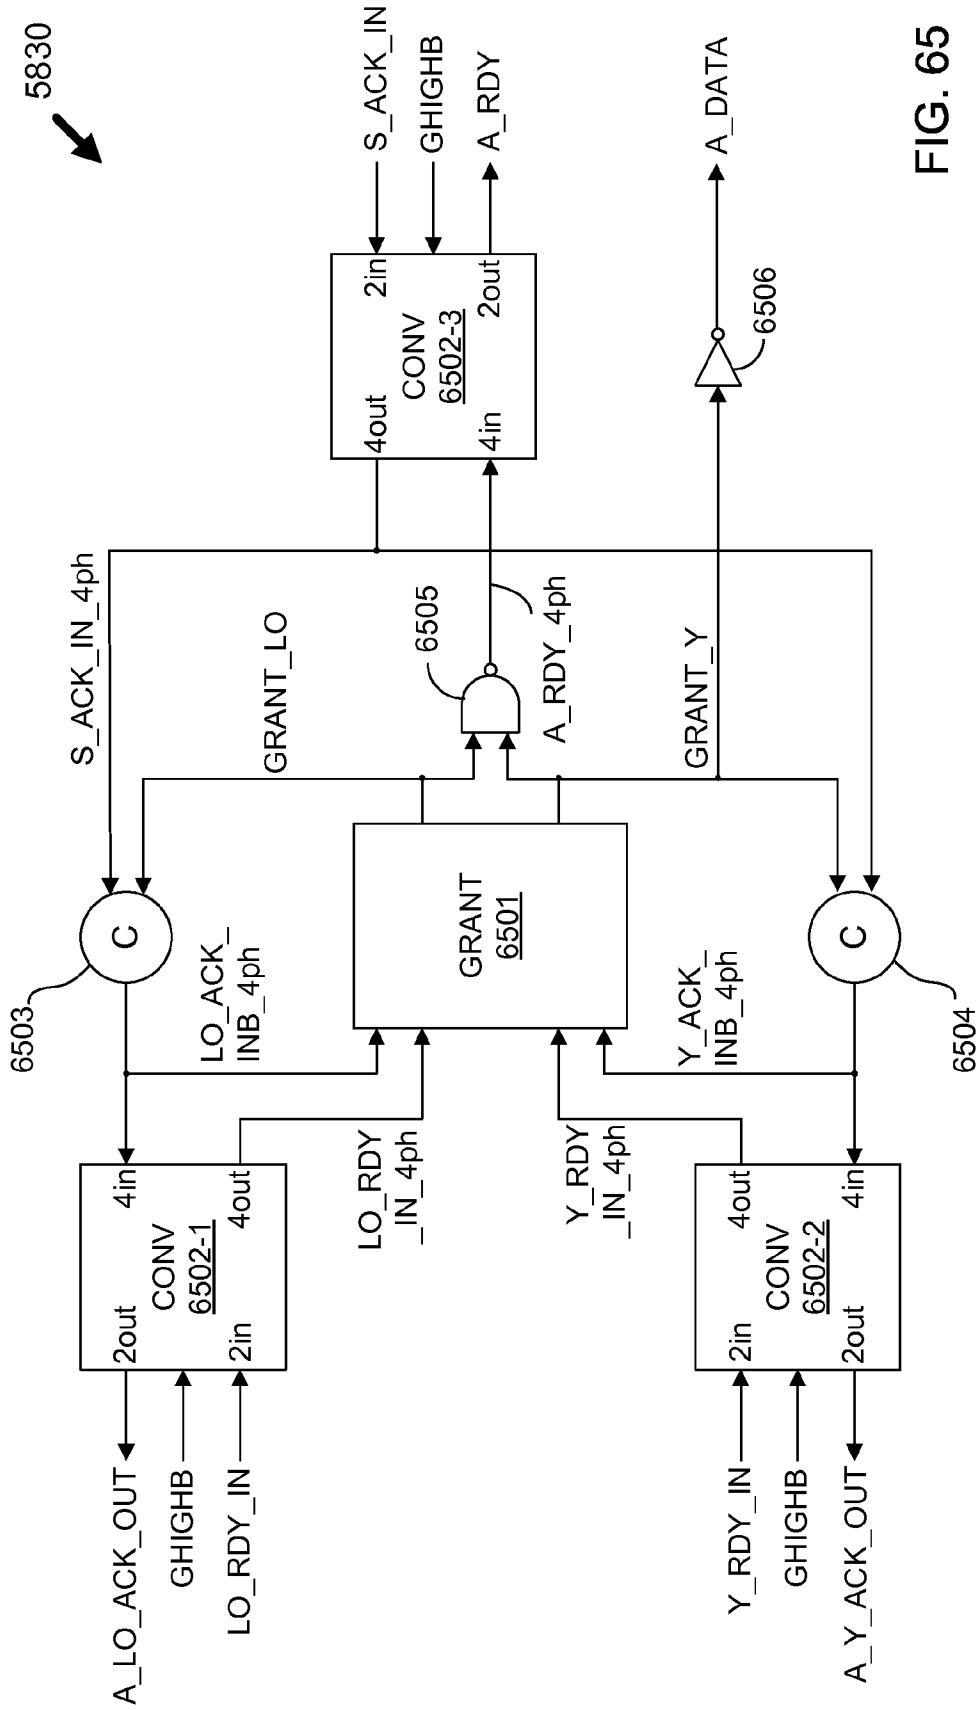 5830
A_LO_ACK_OUT
GHIGHB
LO_RDY_IN
2out
4in
CONV
6502-1
2in
4out
6503
C
LO_ACK_
INB_4ph
LO_RDY
_IN_4ph
S_ACK_IN_4ph
GRANT_LO
GRANT
6501
6505
A_RDY_4ph
4out
2in
CONV
6502-3
4in
2out
S_ACK_IN
GHIGHB
A_RDY
Y_RDY
_IN_4ph
Y_ACK_
INB_4ph
GRANT_Y
6506
A_DATA
Y_RDY_IN
GHIGHB
A_Y_ACK_OUT
2in
4out
CONV
6502-2
2out
4in
C
6504
FIG. 65